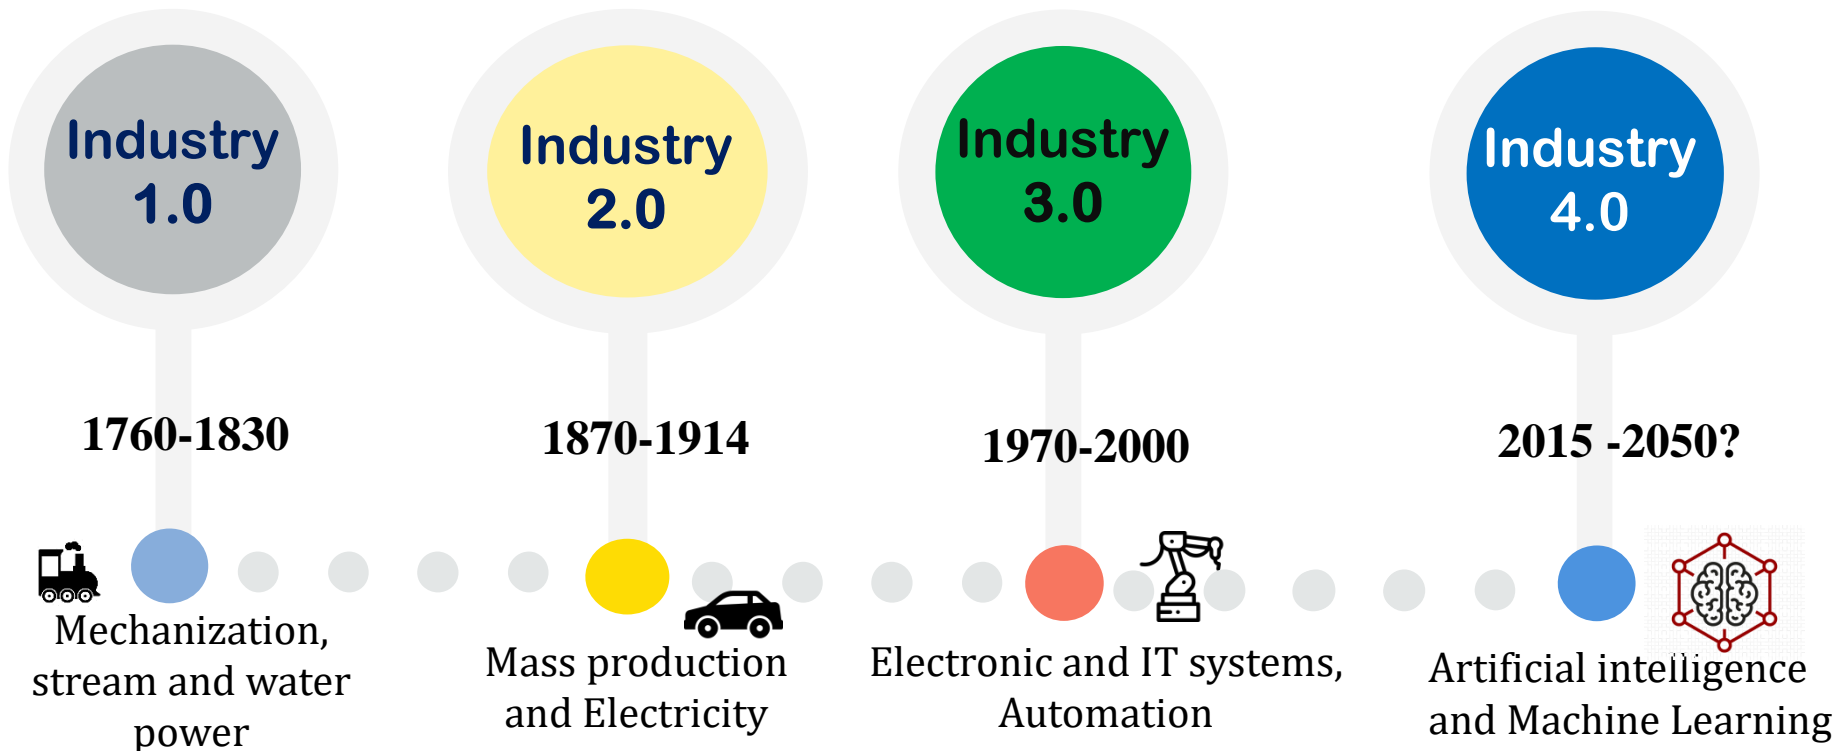 Industry
1.0
Industry
2.0
Industry
3.0
Industry
4.0
1760-1830
1870-1914
1970-2000
2015 -2050?
Mechanization,
stream and water
power
Mass production
and Electricity
Electronic and IT systems,
Automation
Artificial intelligence
and Machine Learning